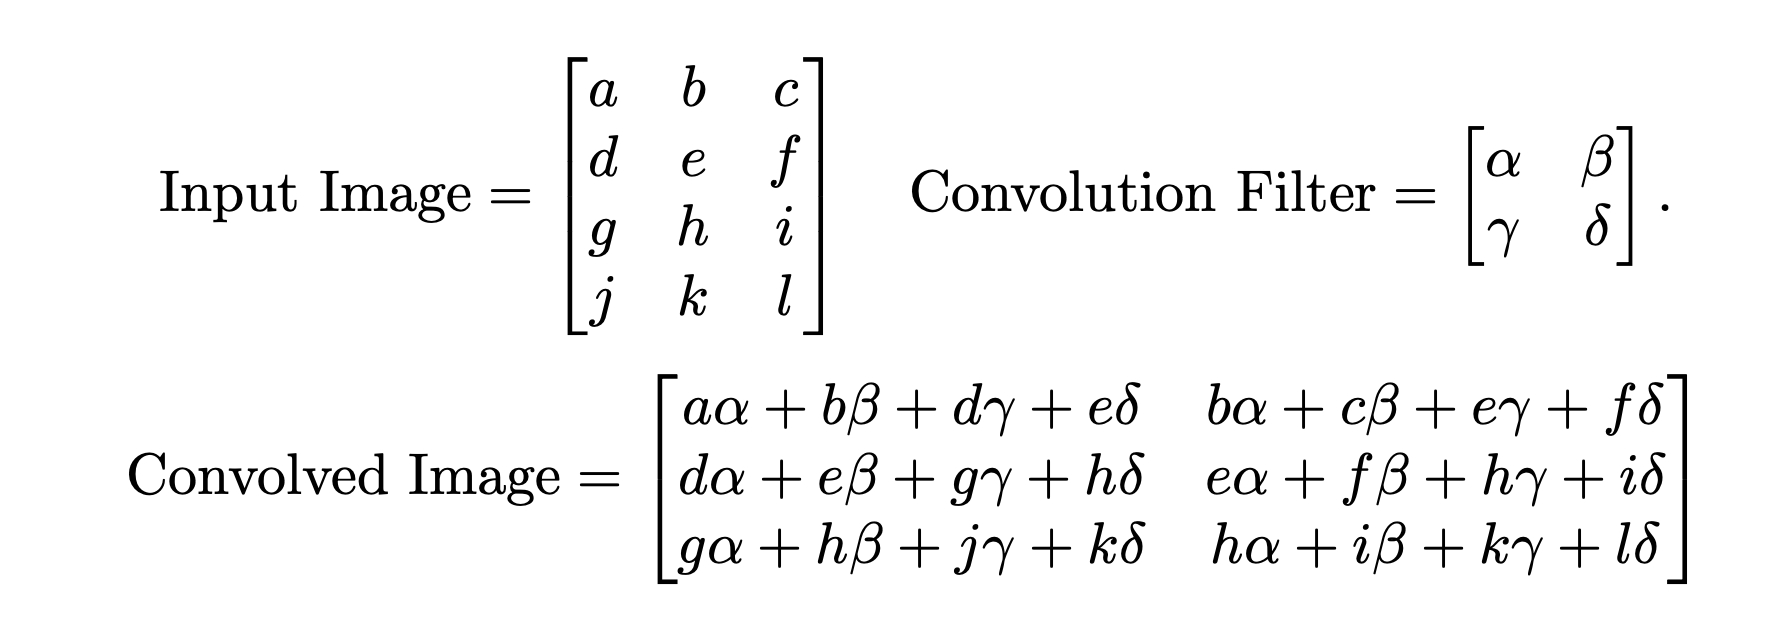 Input Image = [a b c
d e f
g h i
j k l] Convolution Filter = [α β
γ δ].
Convolved Image = [aα + bβ + dγ + eδ bα + cβ + eγ + fδ
dα + eβ + gγ + hδ eα + fβ + hγ + iδ
gα + hβ + jγ + kδ hα + iβ + kγ + lδ]